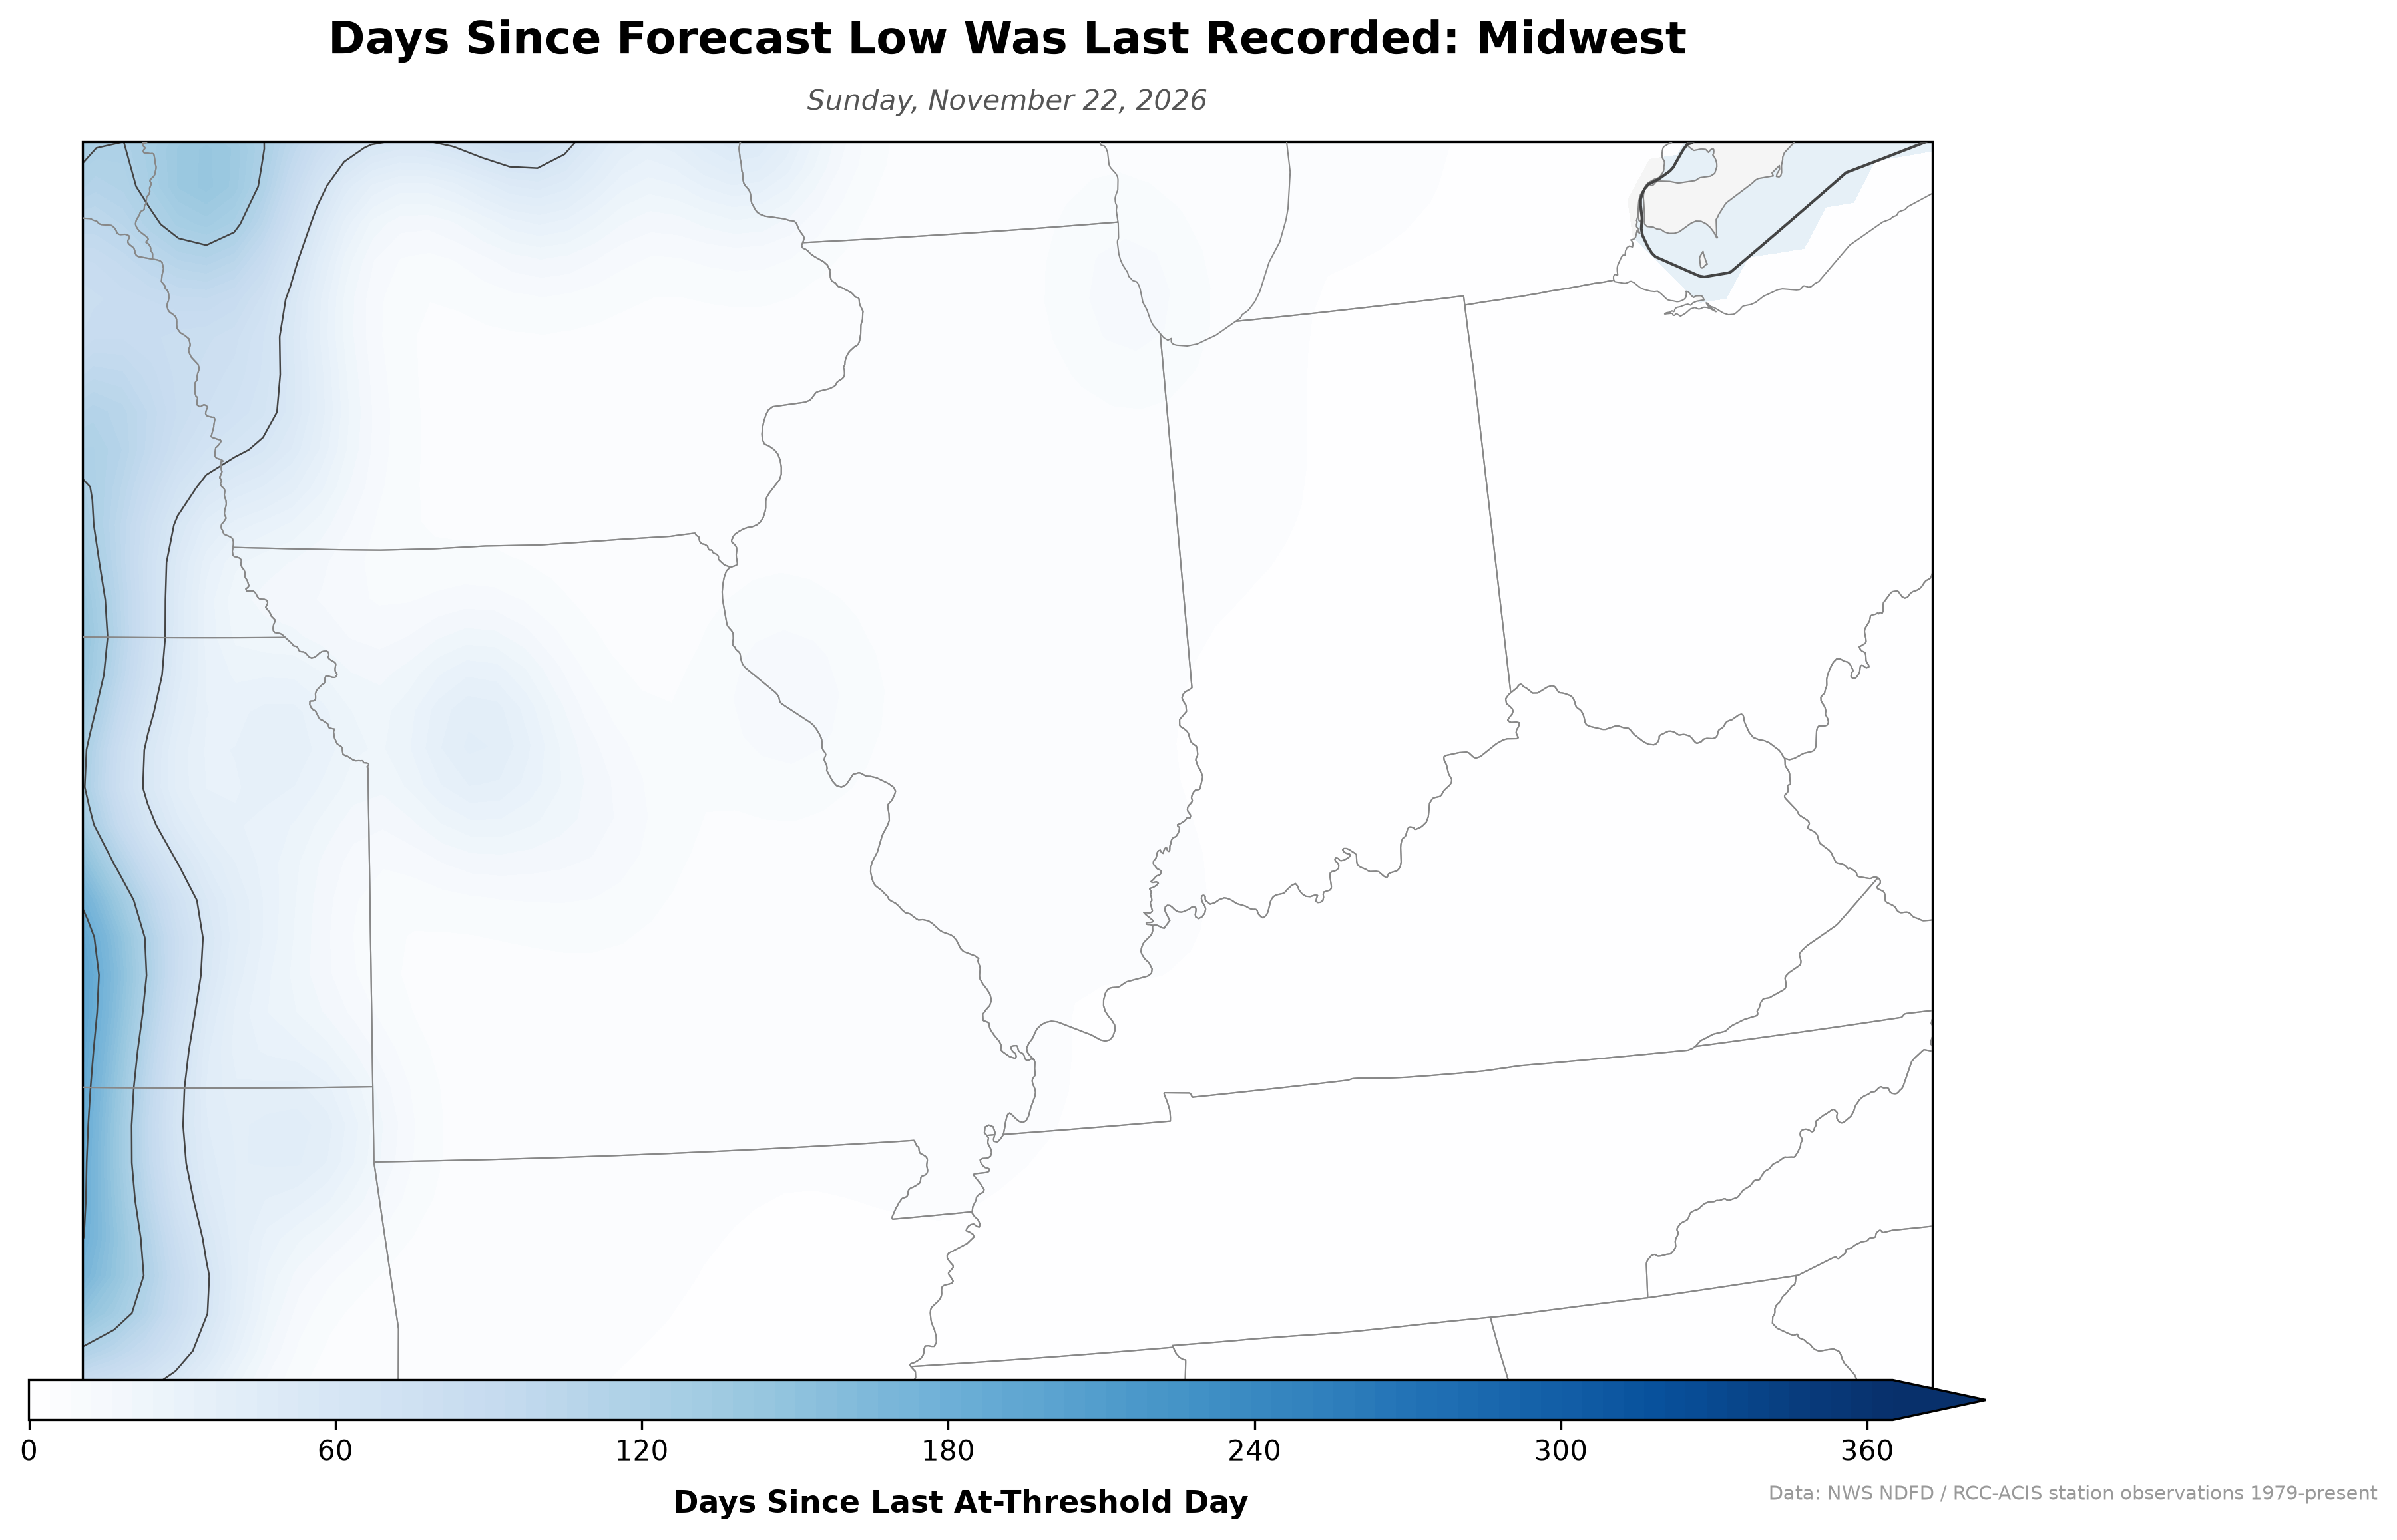 Days Since Forecast Low Was Last Recorded: Midwest
Sunday, November 22, 2026
0 60 120 180 240 300 360
Days Since Last At-Threshold Day
Data: NWS NDFD / RCC-ACIS station observations 1979-present